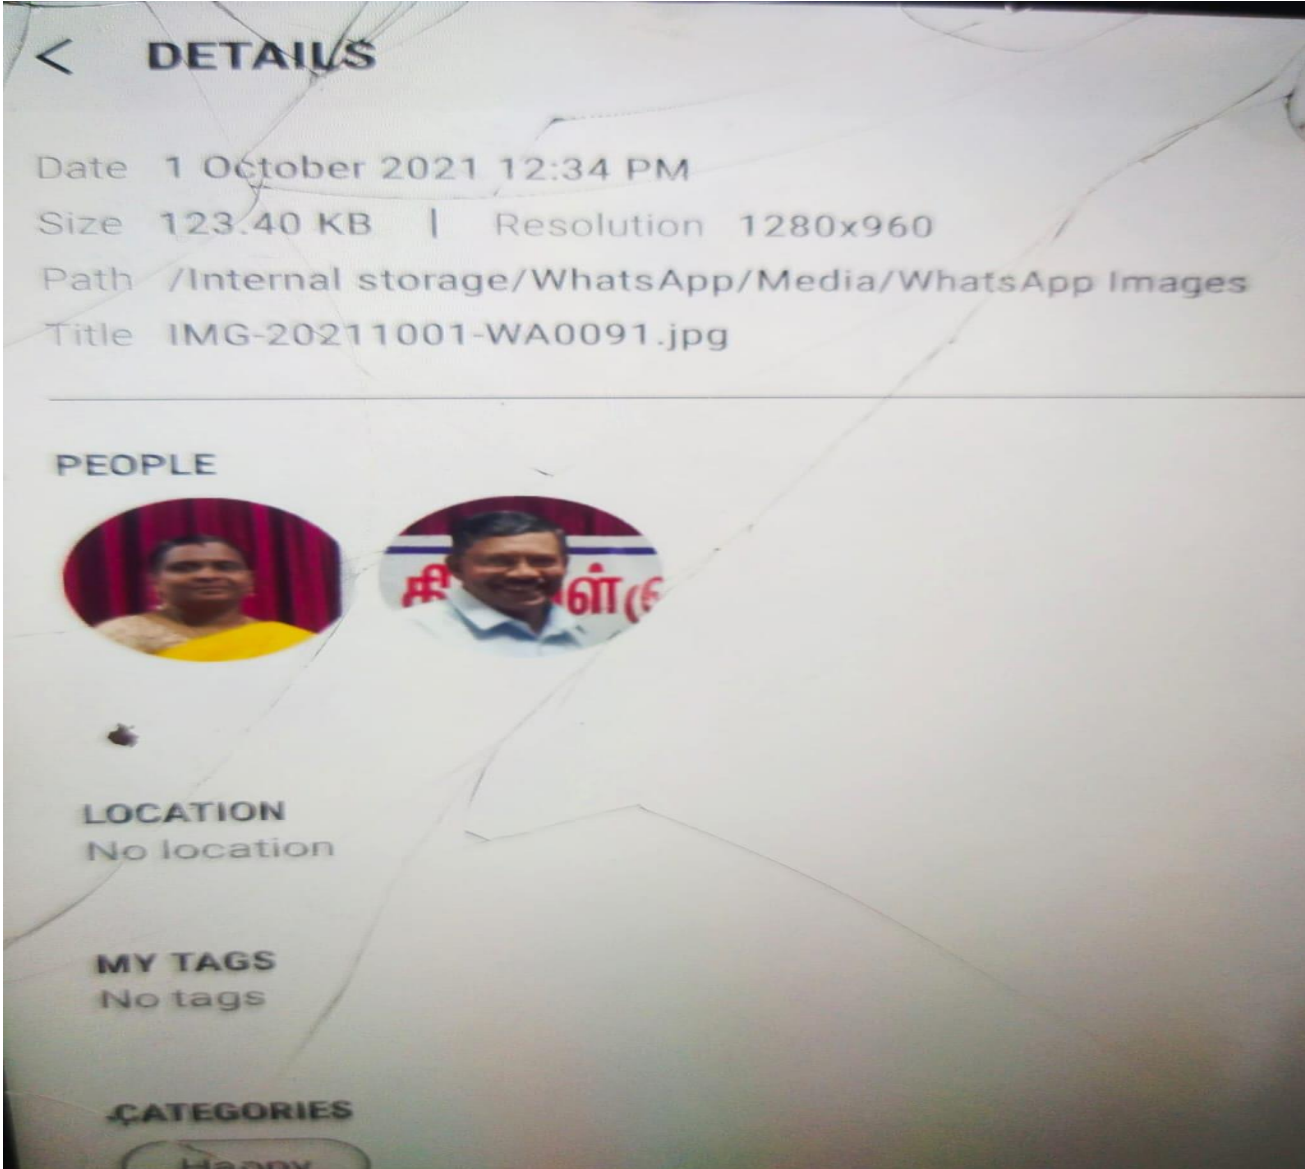 < DETAILS
Date 1 October 2021 12:34 PM
Size 123.40 KB | Resolution 1280x960
Path /Internal storage/WhatsApp/Media/WhatsApp Images
Title IMG-20211001-WA0091.jpg
PEOPLE
LOCATION
No location
MY TAGS
No tags
CATEGORIES
Happy